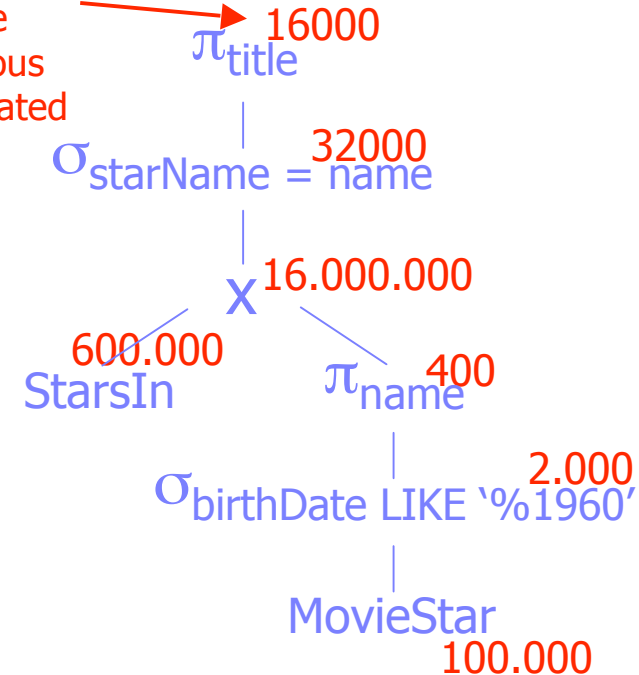 e
ous
ated
16000
π title
32000
σ starName = name
x 16.000.000
600.000
StarsIn
400
π name
2.000
σ birthDate LIKE ‘%1960’
MovieStar
100.000